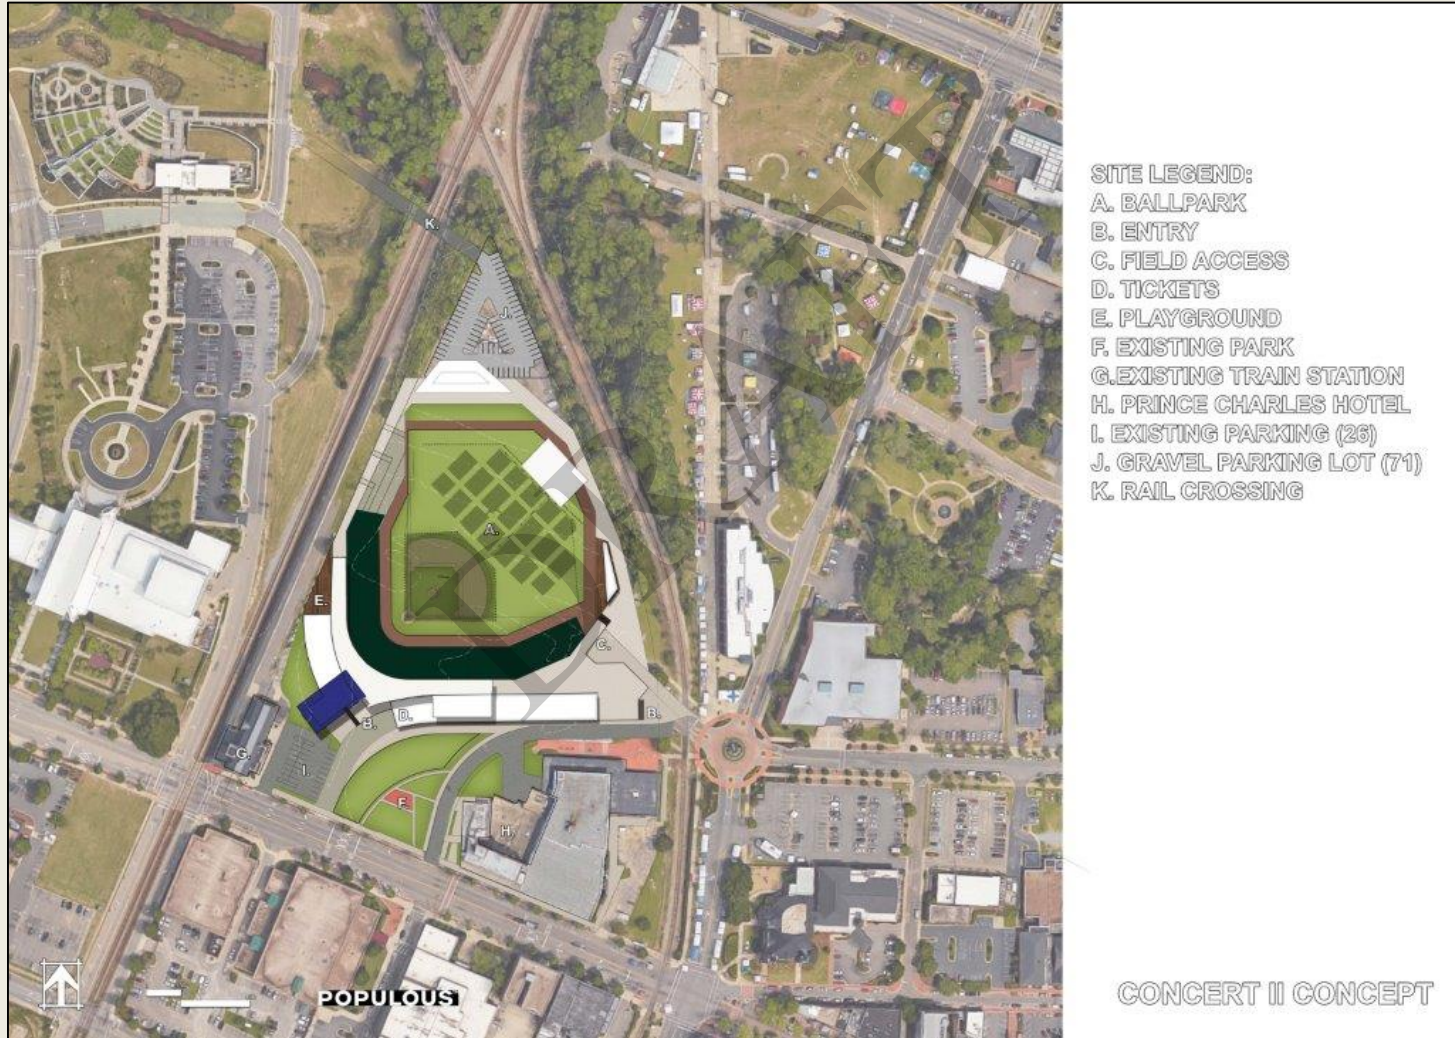 SITE LEGEND:
A. BALLPARK
B. ENTRY
C. FIELD ACCESS
D. TICKETS
E. PLAYGROUND
F. EXISTING PARK
G.EXISTING TRAIN STATION
H. PRINCE CHARLES HOTEL
I. EXISTING PARKING (26)
J. GRAVEL PARKING LOT (71)
K. RAIL CROSSING
K.
J.
A.
E.
C.
B.
D.
B.
G.
I.
F.
H.
DRAFT
POPULOUS
CONCERT II CONCEPT